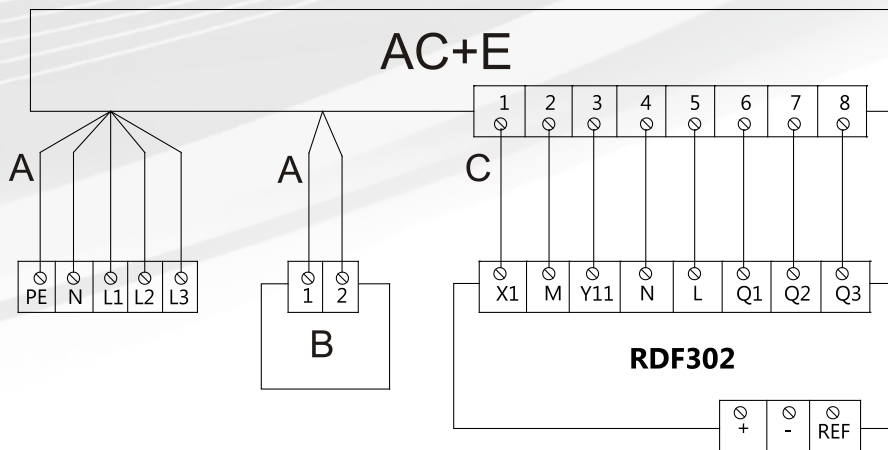 AC+E
1 2 3 4 5 6 7 8
A
A
C
PE N L1 L2 L3
1 2
X1 M Y11 N L Q1 Q2 Q3
B
RDF302
+ - REF